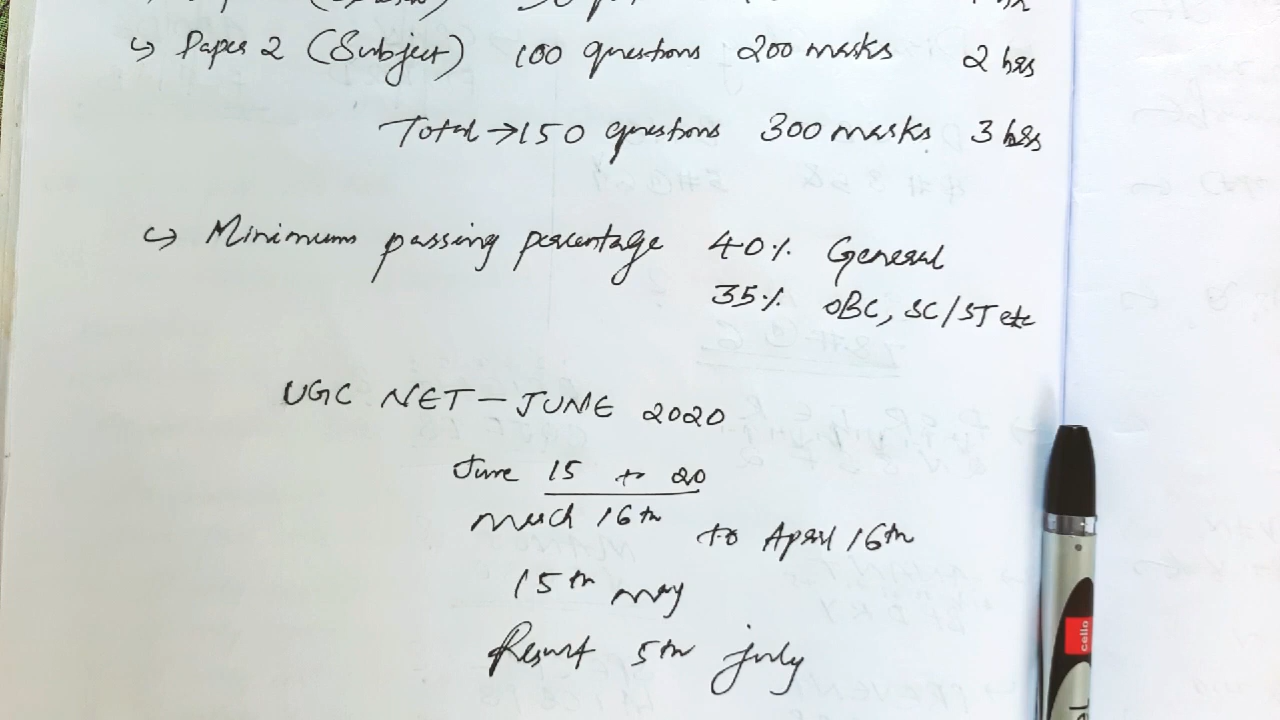 ↪ Paper 2 (Subject) 100 questions 200 marks 2 hrs
Total → 150 questions 300 marks 3 hrs
↪ Minimum passing percentage 40% General
35% OBC, SC/ST etc
UGC NET - JUNE 2020
June 15 to 20
March 16th to April 16th
15th may
Result 5th july
cello